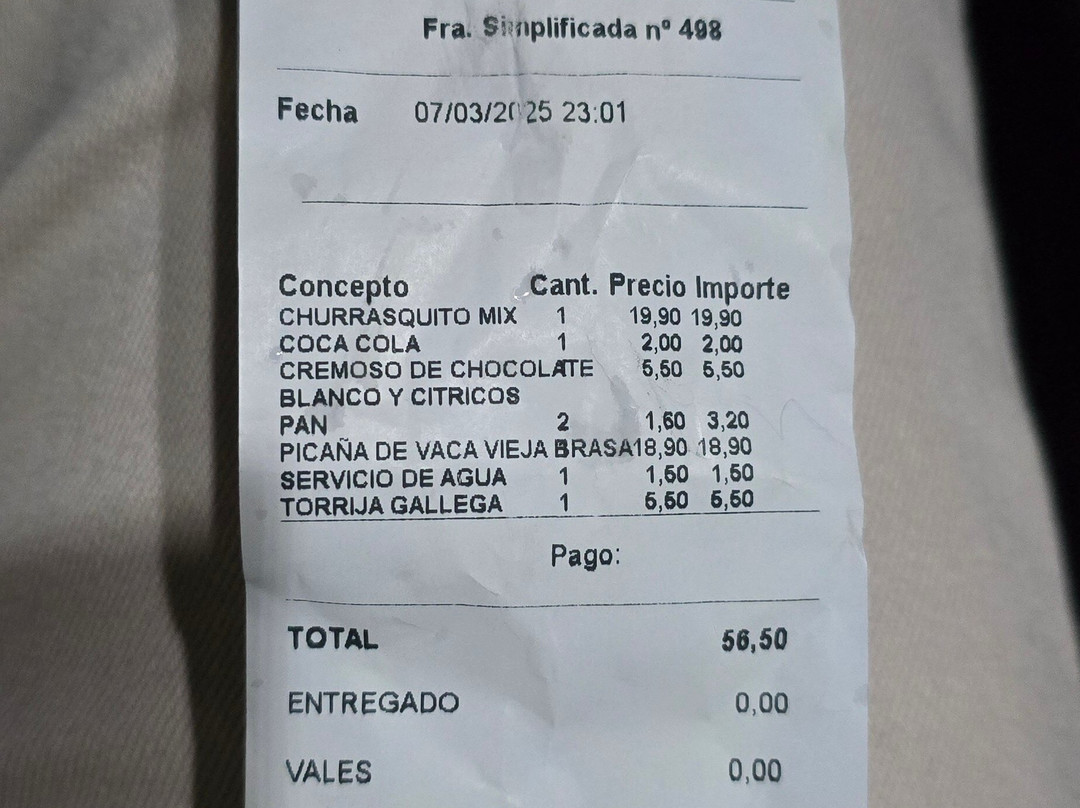 Fra. Simplificada nº 498
Fecha 07/03/2025 23:01
Concepto Cant. Precio Importe
CHURRASQUITO MIX 1 19,90 19,90
COCA COLA 1 2,00 2,00
CREMOSO DE CHOCOLATE 5,50 5,50
BLANCO Y CITRICOS
PAN 2 1,60 3,20
PICAÑA DE VACA VIEJA BRASA 18,90 18,90
SERVICIO DE AGUA 1 1,50 1,50
TORRIJA GALLEGA 1 5,50 5,50
Pago:
TOTAL 56,50
ENTREGADO 0,00
VALES 0,00